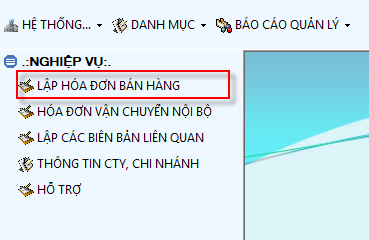 HỆ THỐNG... DANH MỤC BÁO CÁO QUẢN LÝ
.:NGHIỆP VỤ:.
LẬP HÓA ĐƠN BÁN HÀNG
HÓA ĐƠN VẬN CHUYỂN NỘI BỘ
LẬP CÁC BIÊN BẢN LIÊN QUAN
THÔNG TIN CTY, CHI NHÁNH
HỖ TRỢ